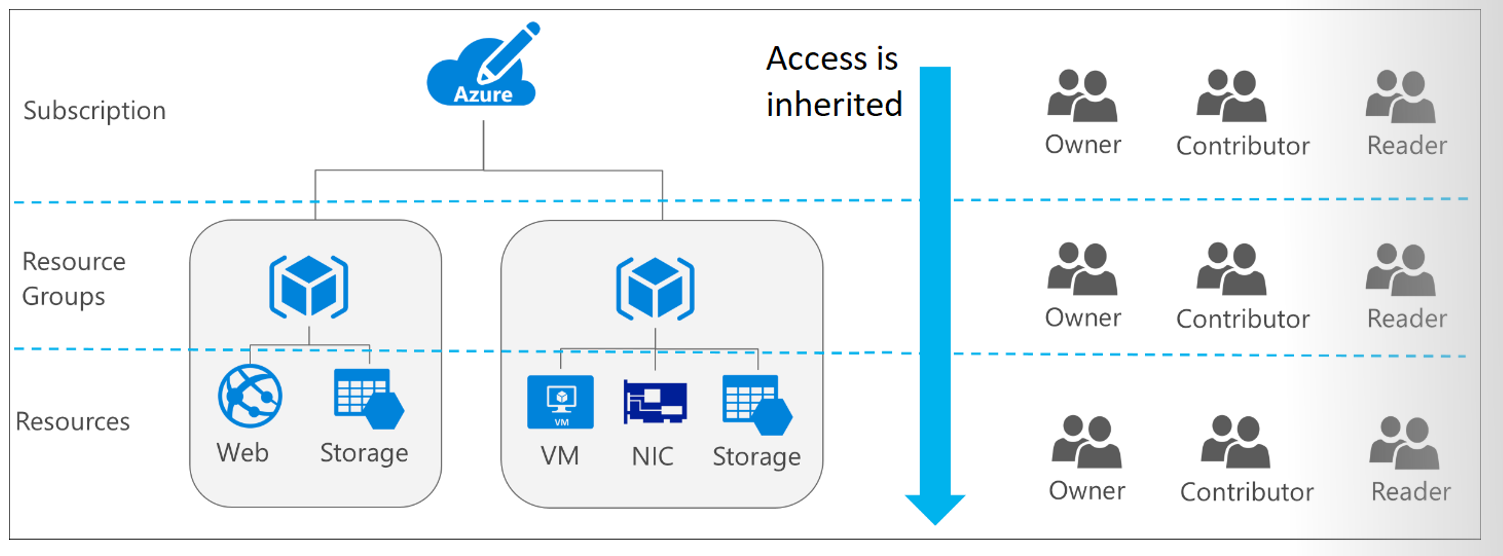 Azure
Access is
inherited
Subscription
Owner
Contributor
Reader
Resource
Groups
Owner
Contributor
Reader
Resources
Web
Storage
VM
VM
NIC
Storage
Owner
Contributor
Reader